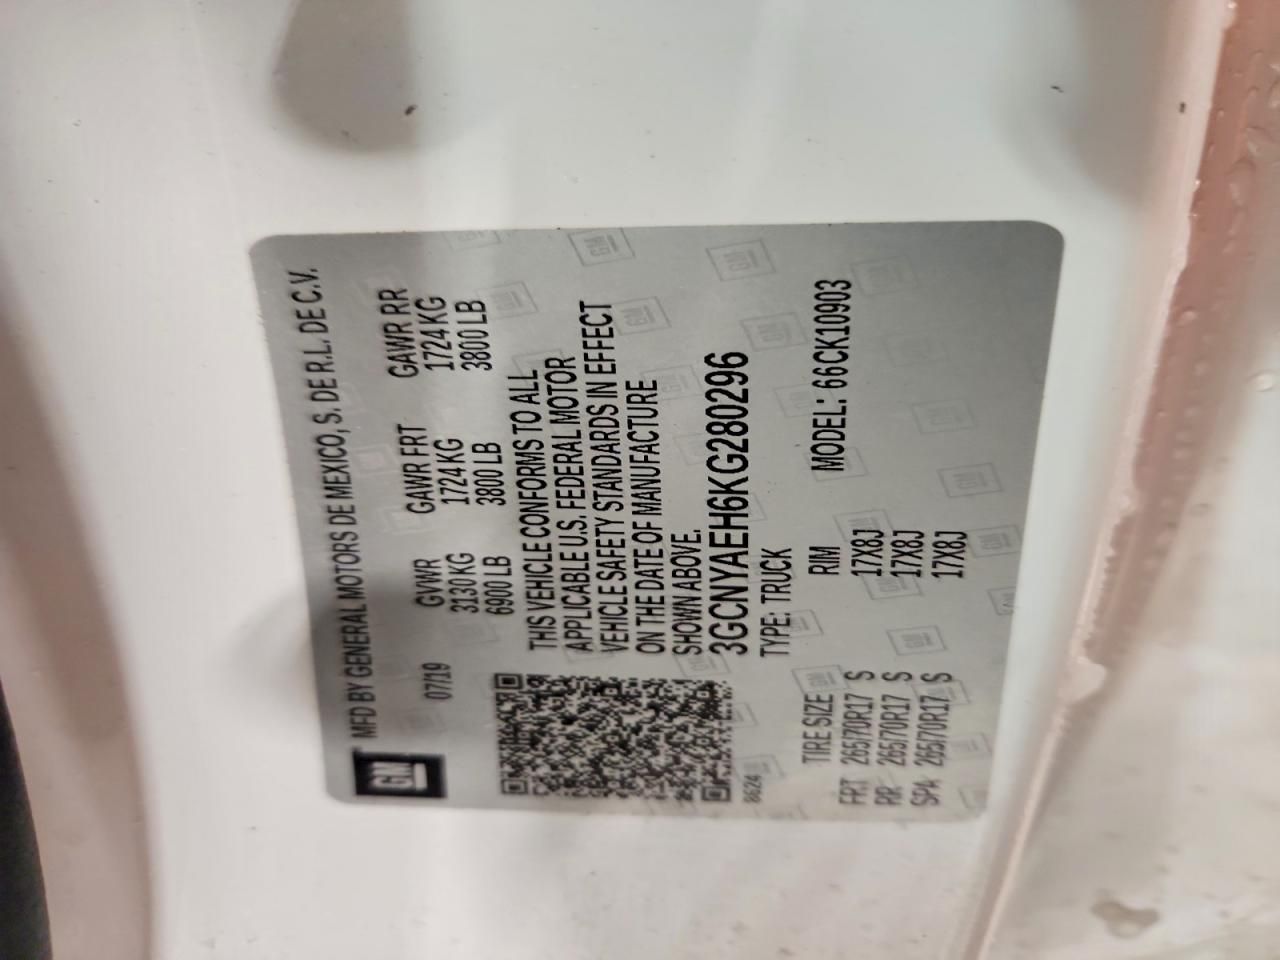 GM
MFD BY GENERAL MOTORS DE MEXICO, S. DE R.L. DE C.V.
07/19 GVWR GAWR FRT GAWR RR
3130 KG 1724 KG 1724 KG
6900 LB 3800 LB 3800 LB
THIS VEHICLE CONFORMS TO ALL
APPLICABLE U.S. FEDERAL MOTOR
VEHICLE SAFETY STANDARDS IN EFFECT
ON THE DATE OF MANUFACTURE
SHOWN ABOVE.
3GCNYAEH6KG280296
8624 TYPE: TRUCK
TIRE SIZE RIM MODEL: 66CK10903
FRT 265/70R17 S 17X8J
RR 265/70R17 S 17X8J
SPA 265/70R17 S 17X8J